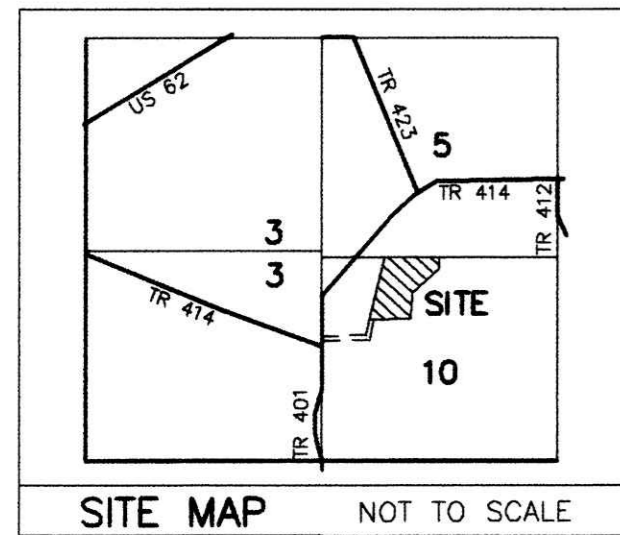 US 62
TR 423
5
TR 414
TR 412
3
3
TR 414
SITE
10
TR 401
SITE MAP NOT TO SCALE